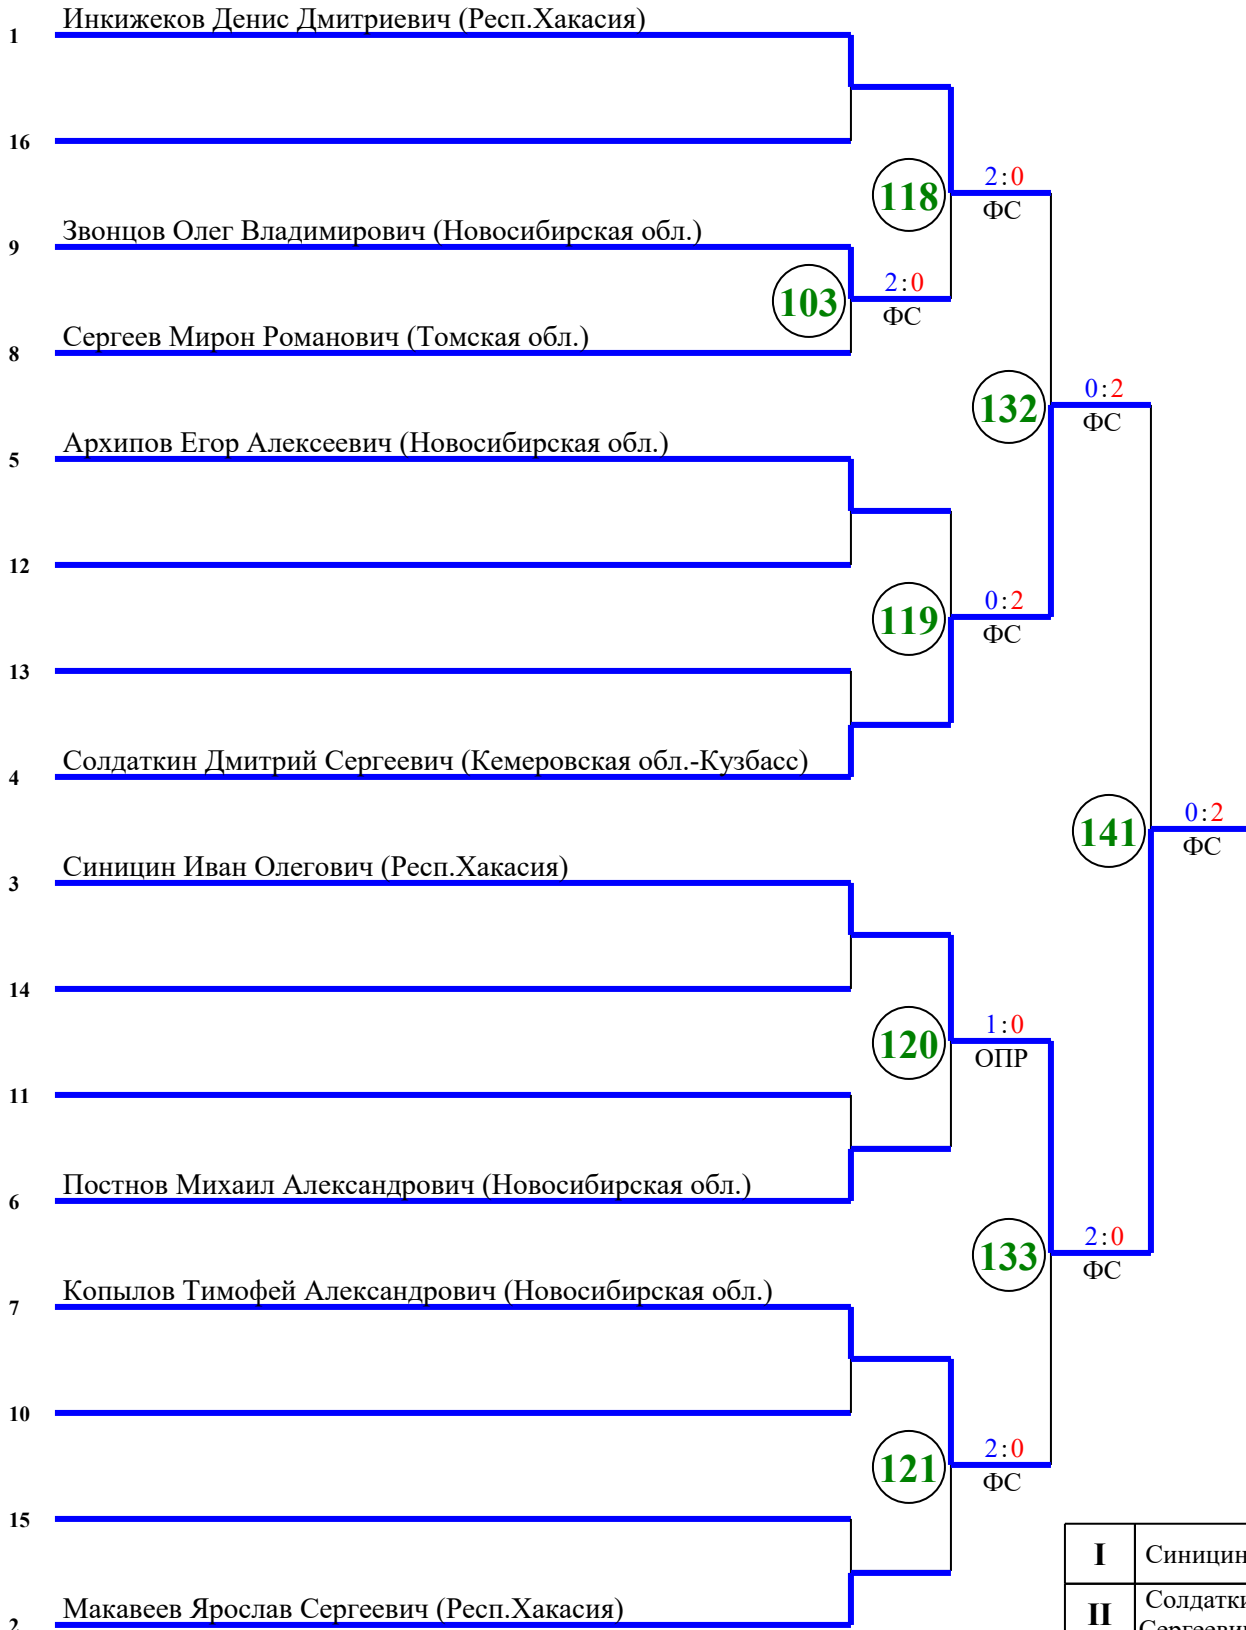 Инкижеков Денис Дмитриевич (Респ.Хакасия)
1
16
118
2:0
ФС
Звонцов Олег Владимирович (Новосибирская обл.)
9
103
2:0
ФС
Сергеев Мирон Романович (Томская обл.)
8
132
0:2
ФС
Архипов Егор Алексеевич (Новосибирская обл.)
5
12
119
0:2
ФС
13
Солдаткин Дмитрий Сергеевич (Кемеровская обл.-Кузбасс)
4
141
0:2
ФС
Синицин Иван Олегович (Респ.Хакасия)
3
14
120
1:0
ОПР
11
Постнов Михаил Александрович (Новосибирская обл.)
6
133
2:0
ФС
Копылов Тимофей Александрович (Новосибирская обл.)
7
10
121
2:0
ФС
15
I Синицин
Макавеев Ярослав Сергеевич (Респ.Хакасия)
2
II